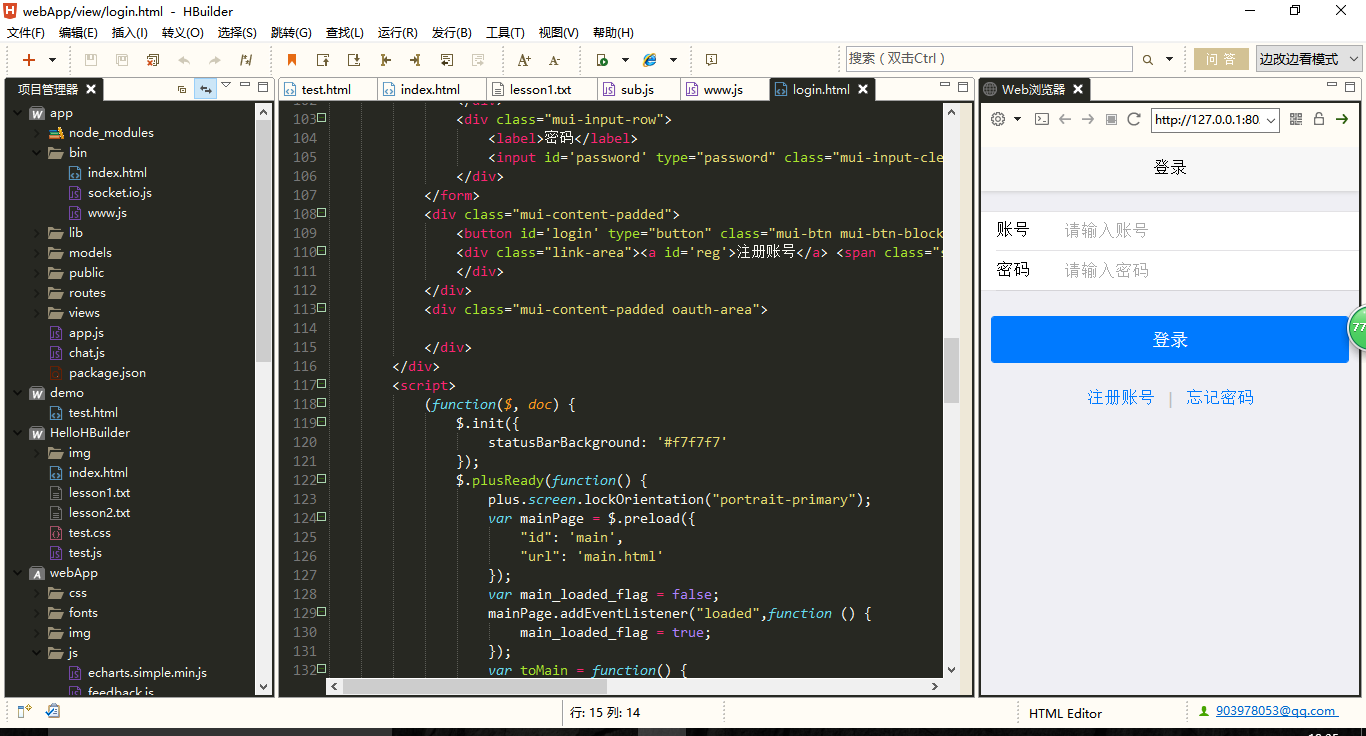 webApp/view/login.html - HBuilder
文件(F) 编辑(E) 插入(I) 转义(O) 选择(S) 跳转(G) 查找(L) 运行(R) 发行(B) 工具(T) 视图(V) 帮助(H)
搜索（双击Ctrl） 问 答 边改边看模式
项目管理器
app
node_modules
bin
index.html
socket.io.js
www.js
lib
models
public
routes
views
app.js
chat.js
package.json
demo
test.html
HelloHBuilder
img
index.html
lesson1.txt
lesson2.txt
test.css
test.js
webApp
css
fonts
img
js
echarts.simple.min.js
feedback.js
test.html index.html lesson1.txt sub.js www.js login.html
102 </div>
103 <div class="mui-input-row">
104 <label>密码</label>
105 <input id='password' type="password" class="mui-input-cle
106 </div>
107 </form>
108 <div class="mui-content-padded">
109 <button id='login' type="button" class="mui-btn mui-btn-block
110 <div class="link-area"><a id='reg'>注册账号</a> <span class="s
111 </div>
112 </div>
113 <div class="mui-content-padded oauth-area">
114
115 </div>
116 </div>
117 <script>
118 (function($, doc) {
119 $.init({
120 statusBarBackground: '#f7f7f7'
121 });
122 $.plusReady(function() {
123 plus.screen.lockOrientation("portrait-primary");
124 var mainPage = $.preload({
125 "id": 'main',
126 "url": 'main.html'
127 });
128 var main_loaded_flag = false;
129 mainPage.addEventListener("loaded",function () {
130 main_loaded_flag = true;
131 });
132 var toMain = function() {
Web浏览器
http://127.0.0.1:80
登录
账号 请输入账号
密码 请输入密码
登录
注册账号 | 忘记密码
77
行: 15 列: 14 HTML Editor 903978053@qq.com